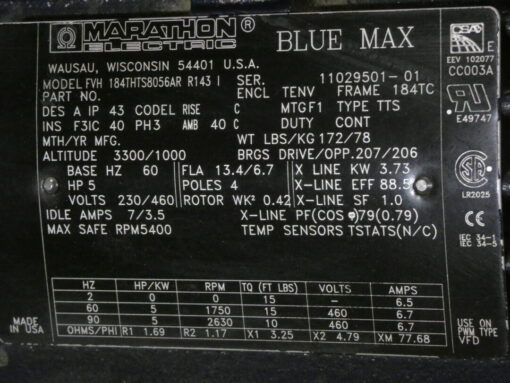 MARATHON ®
ELECTRIC
BLUE MAX
WAUSAU, WISCONSIN 54401 U.S.A.
MODEL FVH 184THTS8056AR R143 I SER. 11029501-01
PART NO. ENCL TENV FRAME 184TC
DES A IP 43 CODEL RISE C MTGF1 TYPE TTS
INS F3IC 40 PH3 AMB 40 C DUTY CONT
MTH/YR MFG. WT LBS/KG 172/78
ALTITUDE 3300/1000 BRGS DRIVE/OPP.207/206
BASE HZ 60 FLA 13.4/6.7 X-LINE KW 3.73
HP 5 POLES 4 X-LINE EFF 88.5
VOLTS 230/460 ROTOR WK² 0.42 X-LINE SF 1.0
IDLE AMPS 7/3.5 X-LINE PF(COS φ)79(0.79)
MAX SAFE RPM5400 TEMP SENSORS TSTATS(N/C)
HZ HP/KW RPM TQ (FT LBS) VOLTS AMPS
2 0 0 15 – 6.5
60 5 1750 15 460 6.7
90 5 2630 10 460 6.7
OHMS/PH R1 1.69 R2 1.17 X1 3.25 X2 4.79 XM 77.68
MADE
IN USA
E
EEV 102077
CC003A
E49747
SA
LR2025
CE
IEC 34-1
IEC 34-5
USE ON
PWM TYPE
VFD